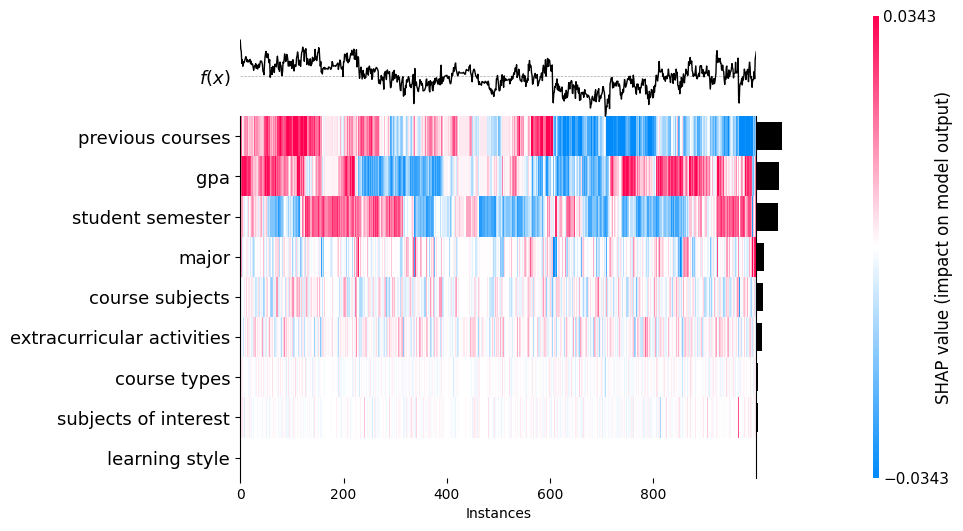 0.0343
f(x)
previous courses
gpa
student semester
major
course subjects
extracurricular activities
course types
subjects of interest
learning style
0 200 400 600 800
Instances
SHAP value (impact on model output)
−0.0343